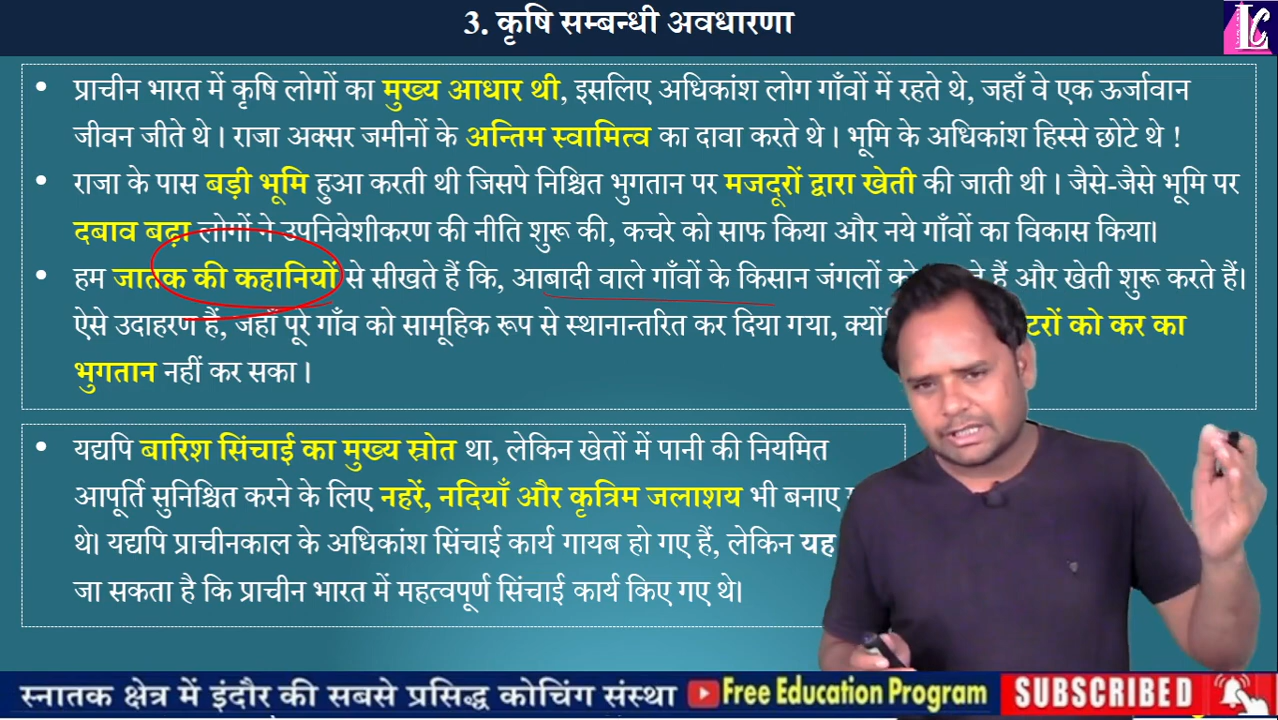 3. कृषि सम्बन्धी अवधारणा
LC
• प्राचीन भारत में कृषि लोगों का मुख्य आधार थी, इसलिए अधिकांश लोग गाँवों में रहते थे, जहाँ वे एक ऊर्जावान
जीवन जीते थे। राजा अक्सर जमीनों के अन्तिम स्वामित्व का दावा करते थे। भूमि के अधिकांश हिस्से छोटे थे !
• राजा के पास बड़ी भूमि हुआ करती थी जिसपे निश्चित भुगतान पर मजदूरों द्वारा खेती की जाती थी। जैसे-जैसे भूमि पर
दबाव बढ़ा लोगों ने उपनिवेशीकरण की नीति शुरू की, कचरे को साफ किया और नये गाँवों का विकास किया।
• हम जातक की कहानियों से सीखते हैं कि, आबादी वाले गाँवों के किसान जंगलों को हैं और खेती शुरू करते हैं।
ऐसे उदाहरण हैं, जहाँ पूरे गाँव को सामूहिक रूप से स्थानान्तरित कर दिया गया, को कर का
भुगतान नहीं कर सका।
• यद्यपि बारिश सिंचाई का मुख्य स्रोत था, लेकिन खेतों में पानी की नियमित
आपूर्ति सुनिश्चित करने के लिए नहरें, नदियाँ और कृत्रिम जलाशय भी बनाए
थे। यद्यपि प्राचीनकाल के अधिकांश सिंचाई कार्य गायब हो गए हैं, लेकिन यह
जा सकता है कि प्राचीन भारत में महत्वपूर्ण सिंचाई कार्य किए गए थे।
स्नातक क्षेत्र में इंदौर की सबसे प्रसिद्ध कोचिंग संस्था Free Education Program SUBSCRIBED